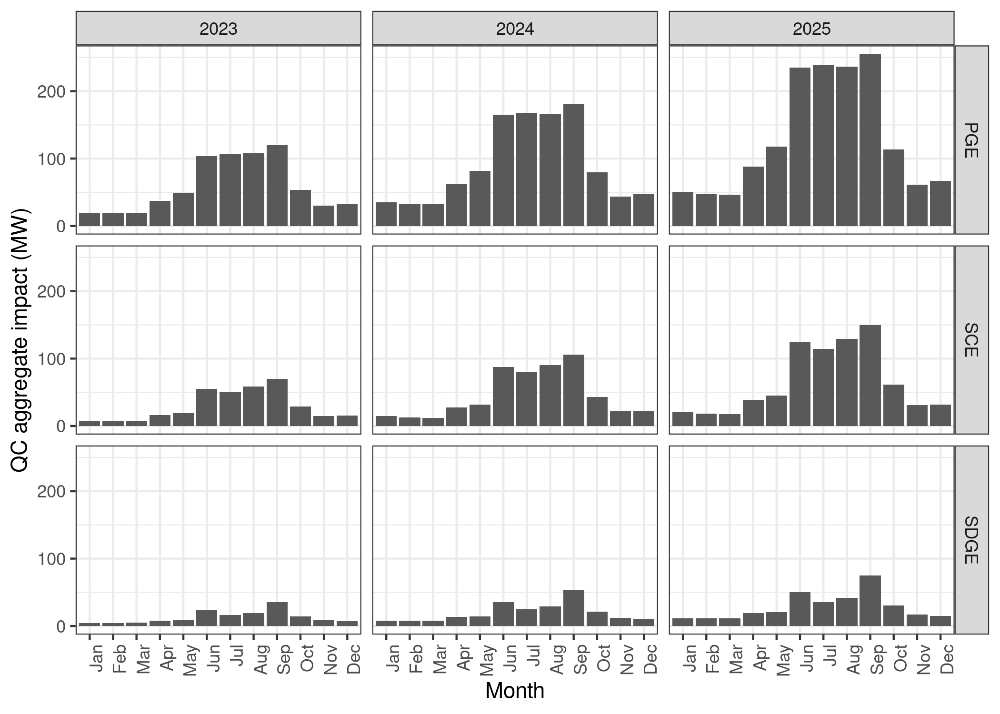 2023
2024
2025
QC aggregate impact (MW)
200
100
0
PGE
200
100
0
SCE
200
100
0
SDGE
Jan Feb Mar Apr May Jun Jul Aug Sep Oct Nov Dec
Jan Feb Mar Apr May Jun Jul Aug Sep Oct Nov Dec
Jan Feb Mar Apr May Jun Jul Aug Sep Oct Nov Dec
Month